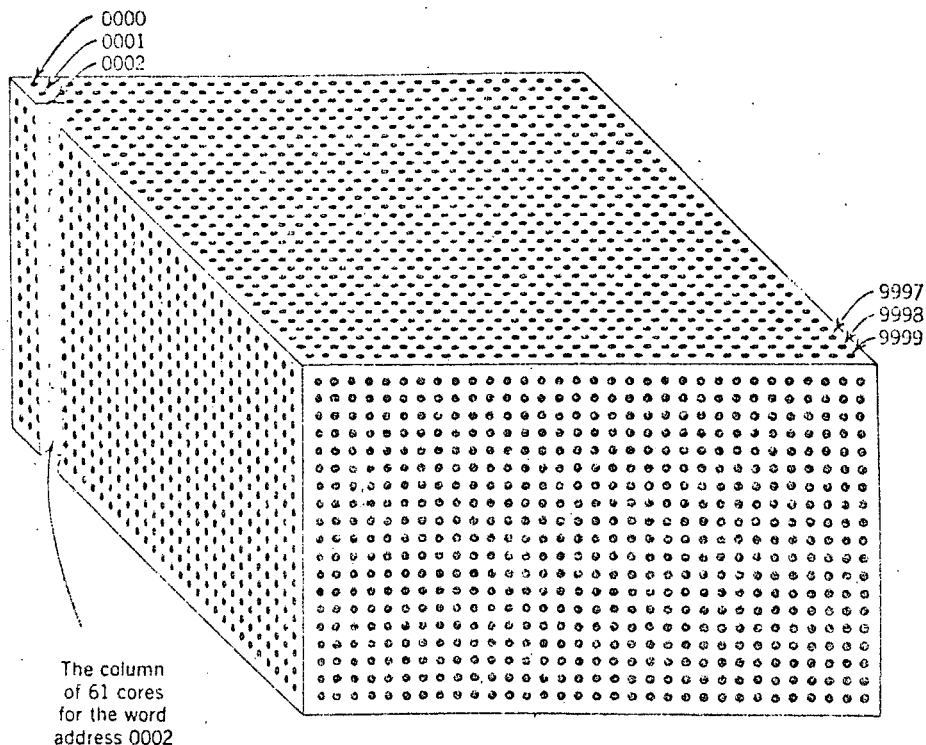 0000
0001
0002
9997
9998
9999
The column
of 61 cores
for the word
address 0002